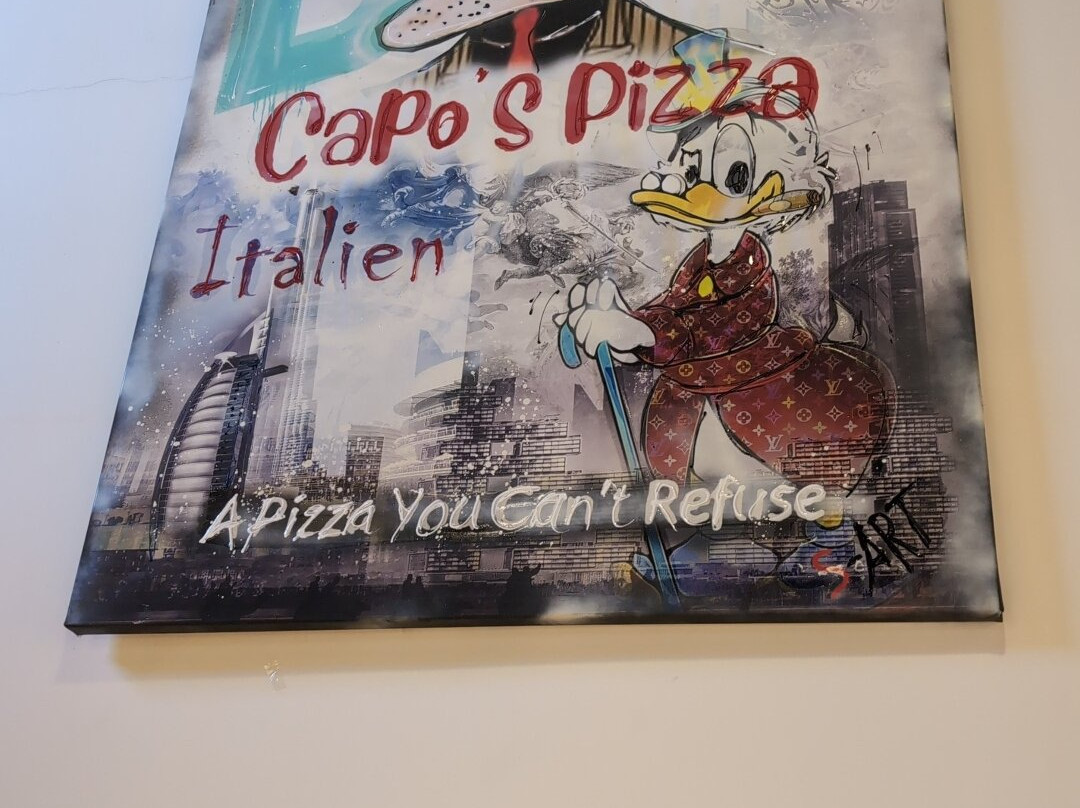 Capo's Pizza
Italien
A Pizza You Can't Refuse
S-ART